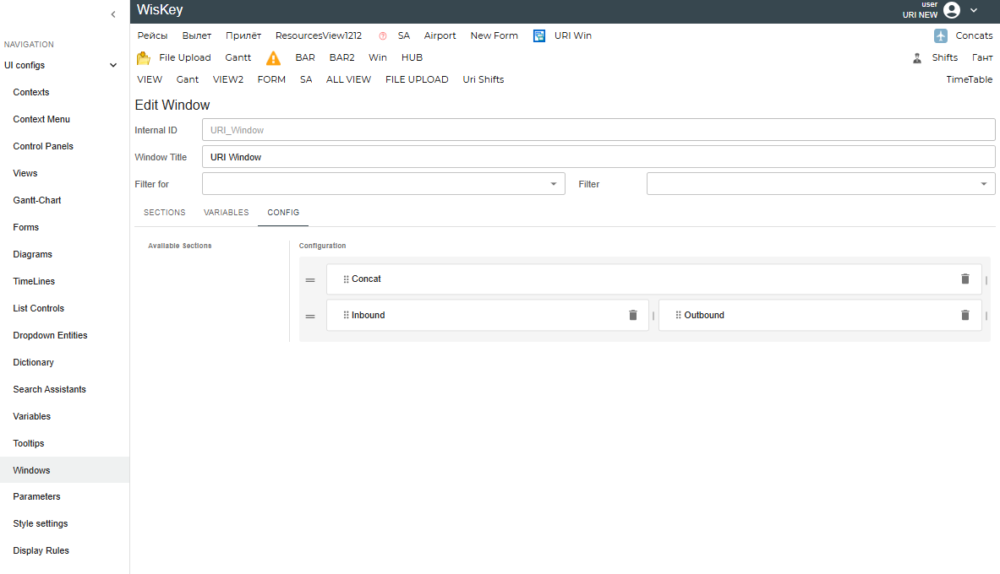 WisKey
user
URI NEW
NAVIGATION
UI configs
Contexts
Context Menu
Control Panels
Views
Gantt-Chart
Forms
Diagrams
TimeLines
List Controls
Dropdown Entities
Dictionary
Search Assistants
Variables
Tooltips
Windows
Parameters
Style settings
Display Rules
Рейсы Вылет Прилёт ResourcesView1212 SA Airport New Form URI Win Concats
File Upload Gantt BAR BAR2 Win HUB Shifts Гант
VIEW Gant VIEW2 FORM SA ALL VIEW FILE UPLOAD Uri Shifts TimeTable
Edit Window
Internal ID URI_Window
Window Title URI Window
Filter for Filter
SECTIONS VARIABLES CONFIG
Available Sections Configuration
Concat
Inbound Outbound